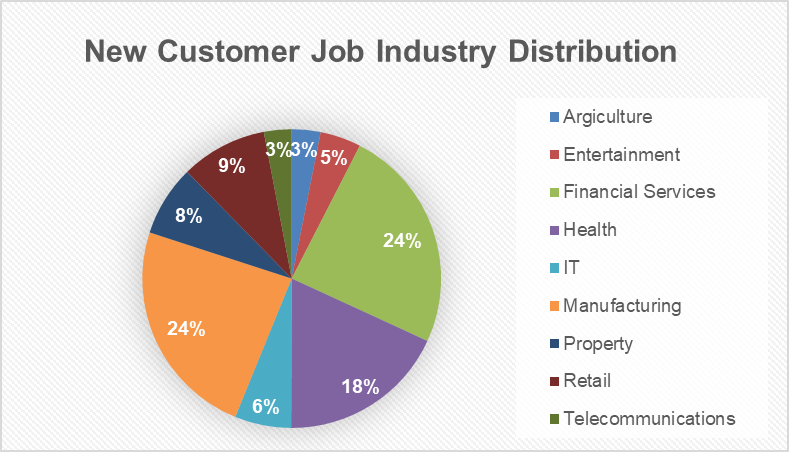 New Customer Job Industry Distribution
3%
3%
5%
9%
8%
24%
24%
18%
6%
Argiculture
Entertainment
Financial Services
Health
IT
Manufacturing
Property
Retail
Telecommunications